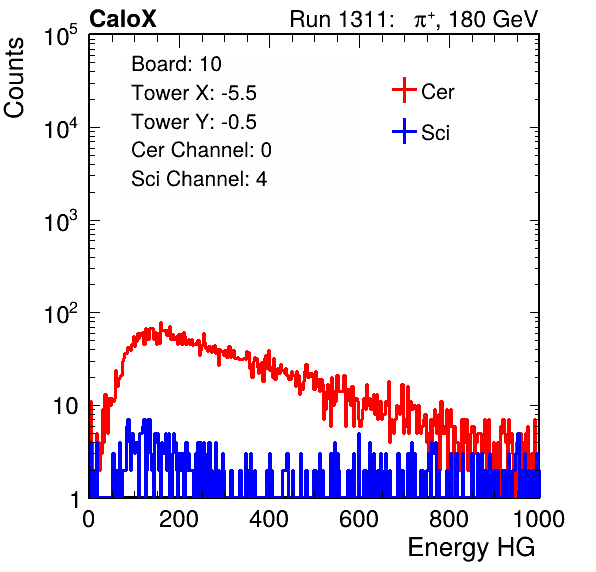 CaloX Run 1311: π⁺, 180 GeV
Board: 10
Tower X: -5.5
Tower Y: -0.5
Cer Channel: 0
Sci Channel: 4
Cer
Sci
Counts
10⁵
10⁴
10³
10²
10
1
0 200 400 600 800 1000
Energy HG